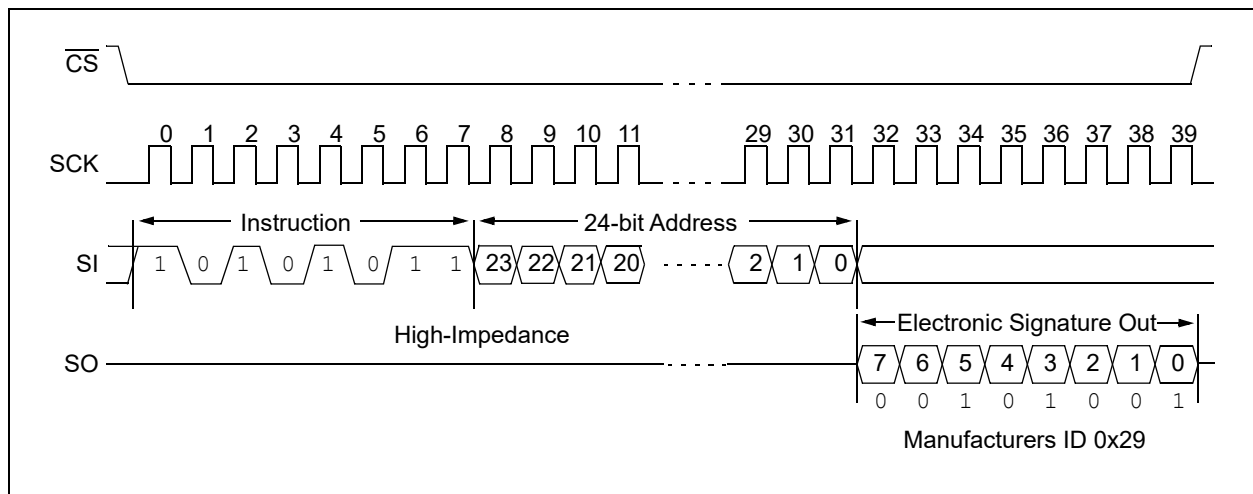 CS
0 1 2 3 4 5 6 7 8 9 10 11 29 30 31 32 33 34 35 36 37 38 39
SCK
Instruction 24-bit Address
SI 1 0 1 0 1 0 1 1 23 22 21 20 2 1 0
High-Impedance Electronic Signature Out
SO 7 6 5 4 3 2 1 0
0 0 1 0 1 0 0 1
Manufacturers ID 0x29